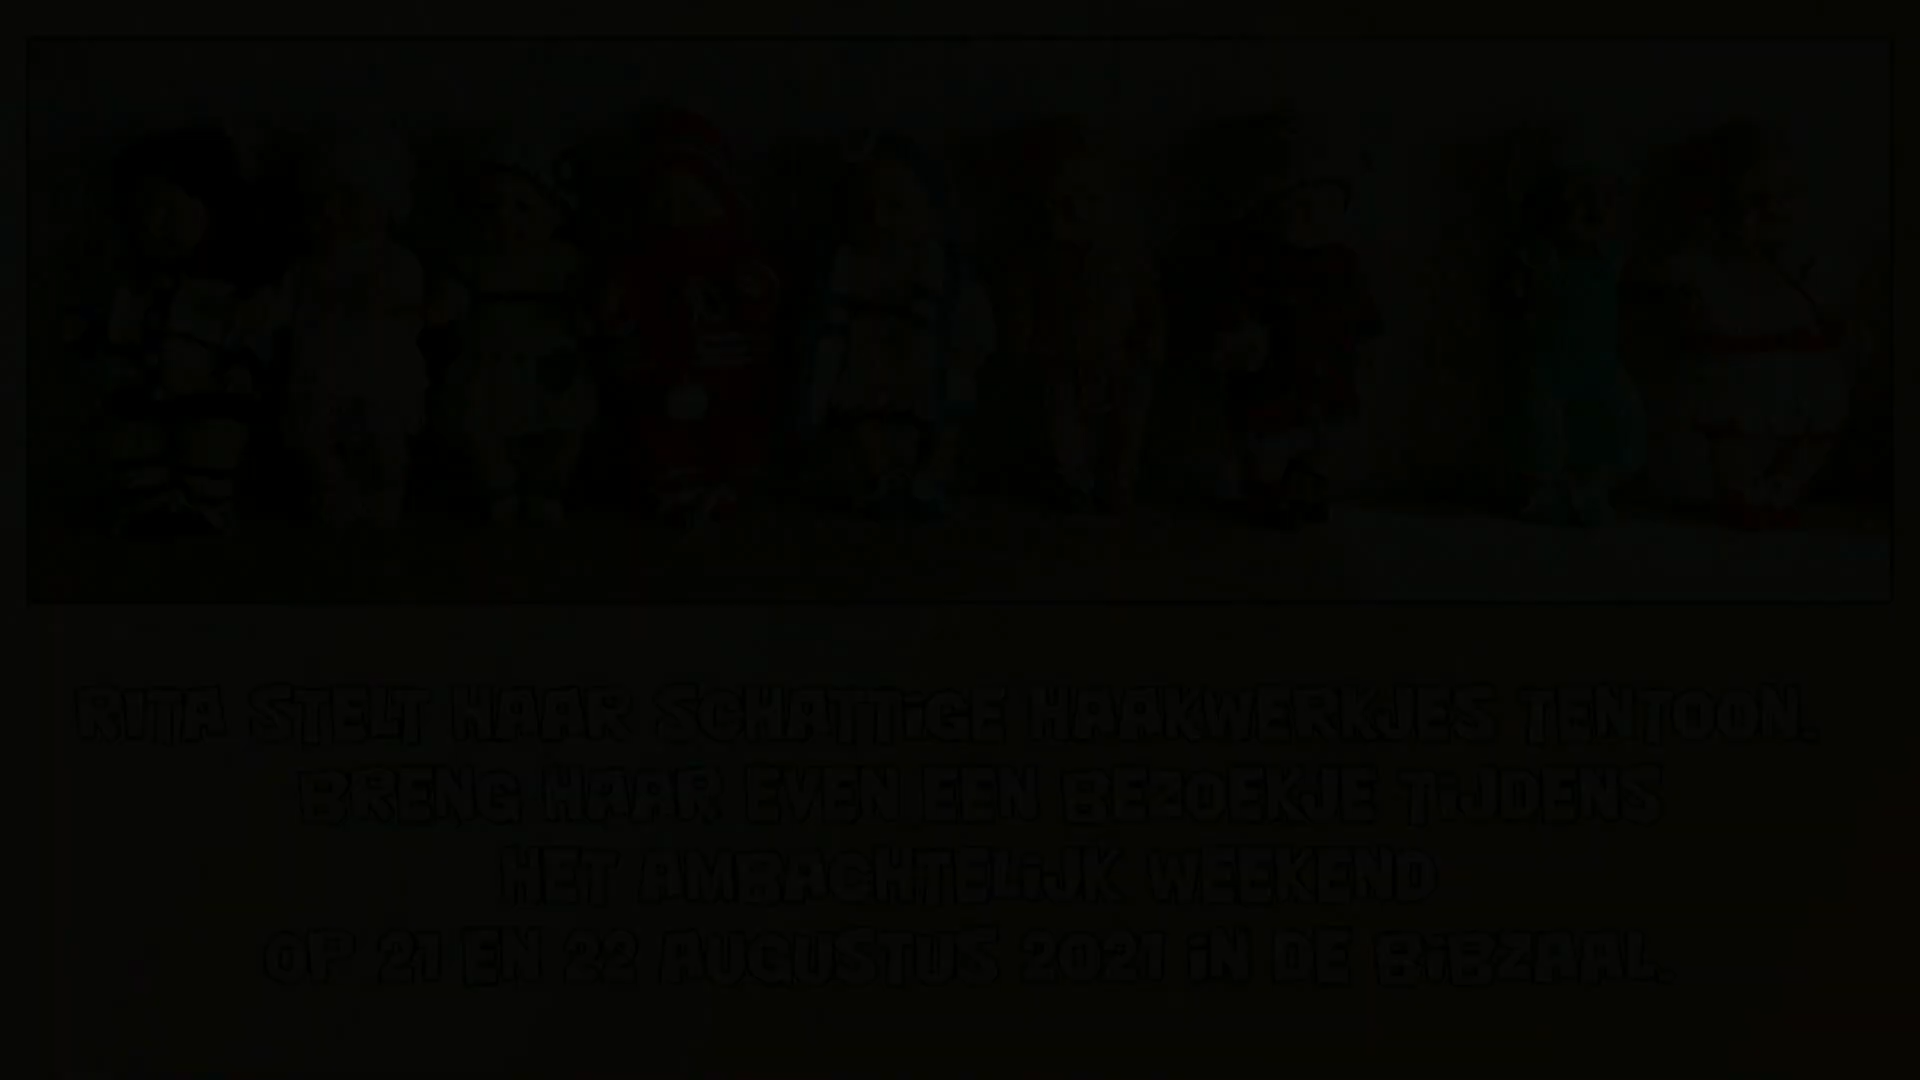 RITA STELT HAAR SCHATTIGE HAAKWERKJES TENTOON.
BRENG HAAR EVEN EEN BEZOEKJE TIJDENS
HET AMBACHTELIJK WEEKEND
OP 21 EN 22 AUGUSTUS 2021 IN DE BIBZAAL.